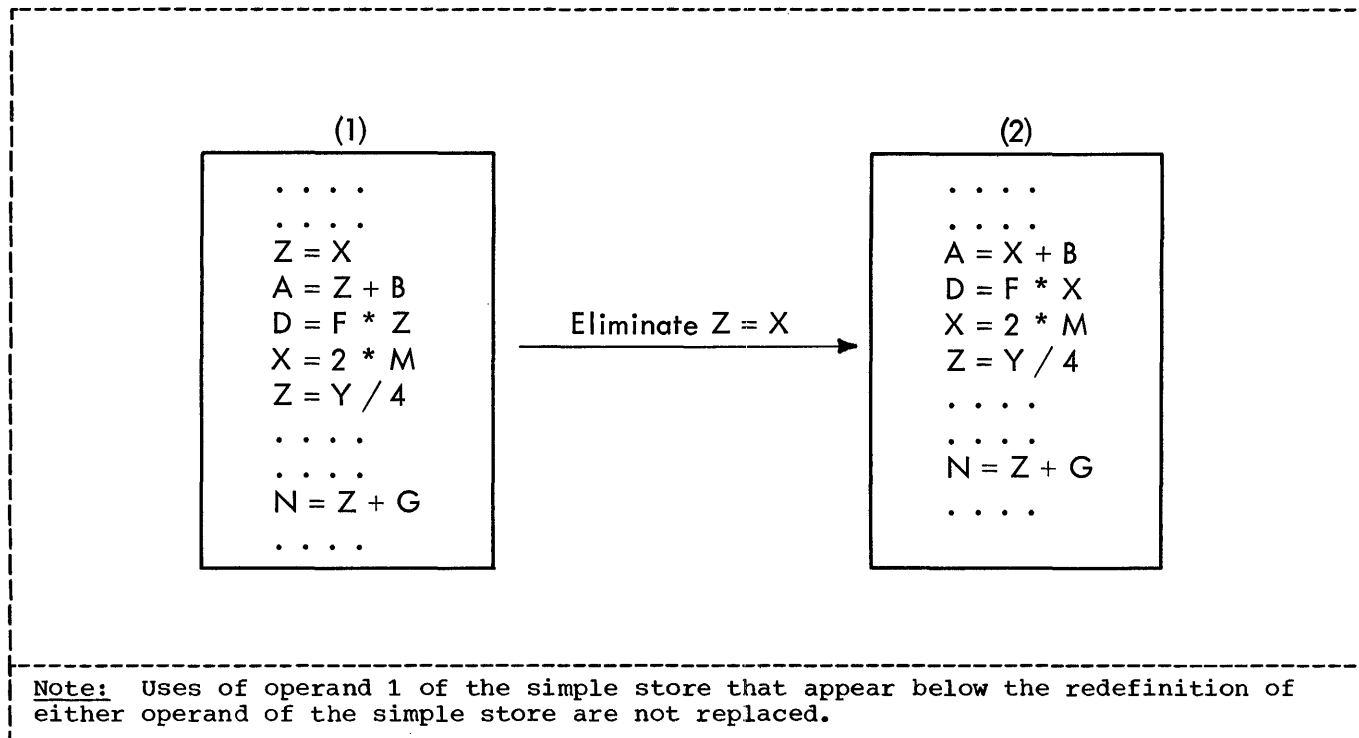 (1)
. . . .
. . . .
Z = X
A = Z + B
D = F * Z
X = 2 * M
Z = Y / 4
. . . .
. . . .
N = Z + G
. . . .
Eliminate Z = X
(2)
. . . .
. . . .
A = X + B
D = F * X
X = 2 * M
Z = Y / 4
. . . .
. . . .
N = Z + G
. . . .
Note: Uses of operand 1 of the simple store that appear below the redefinition of
either operand of the simple store are not replaced.